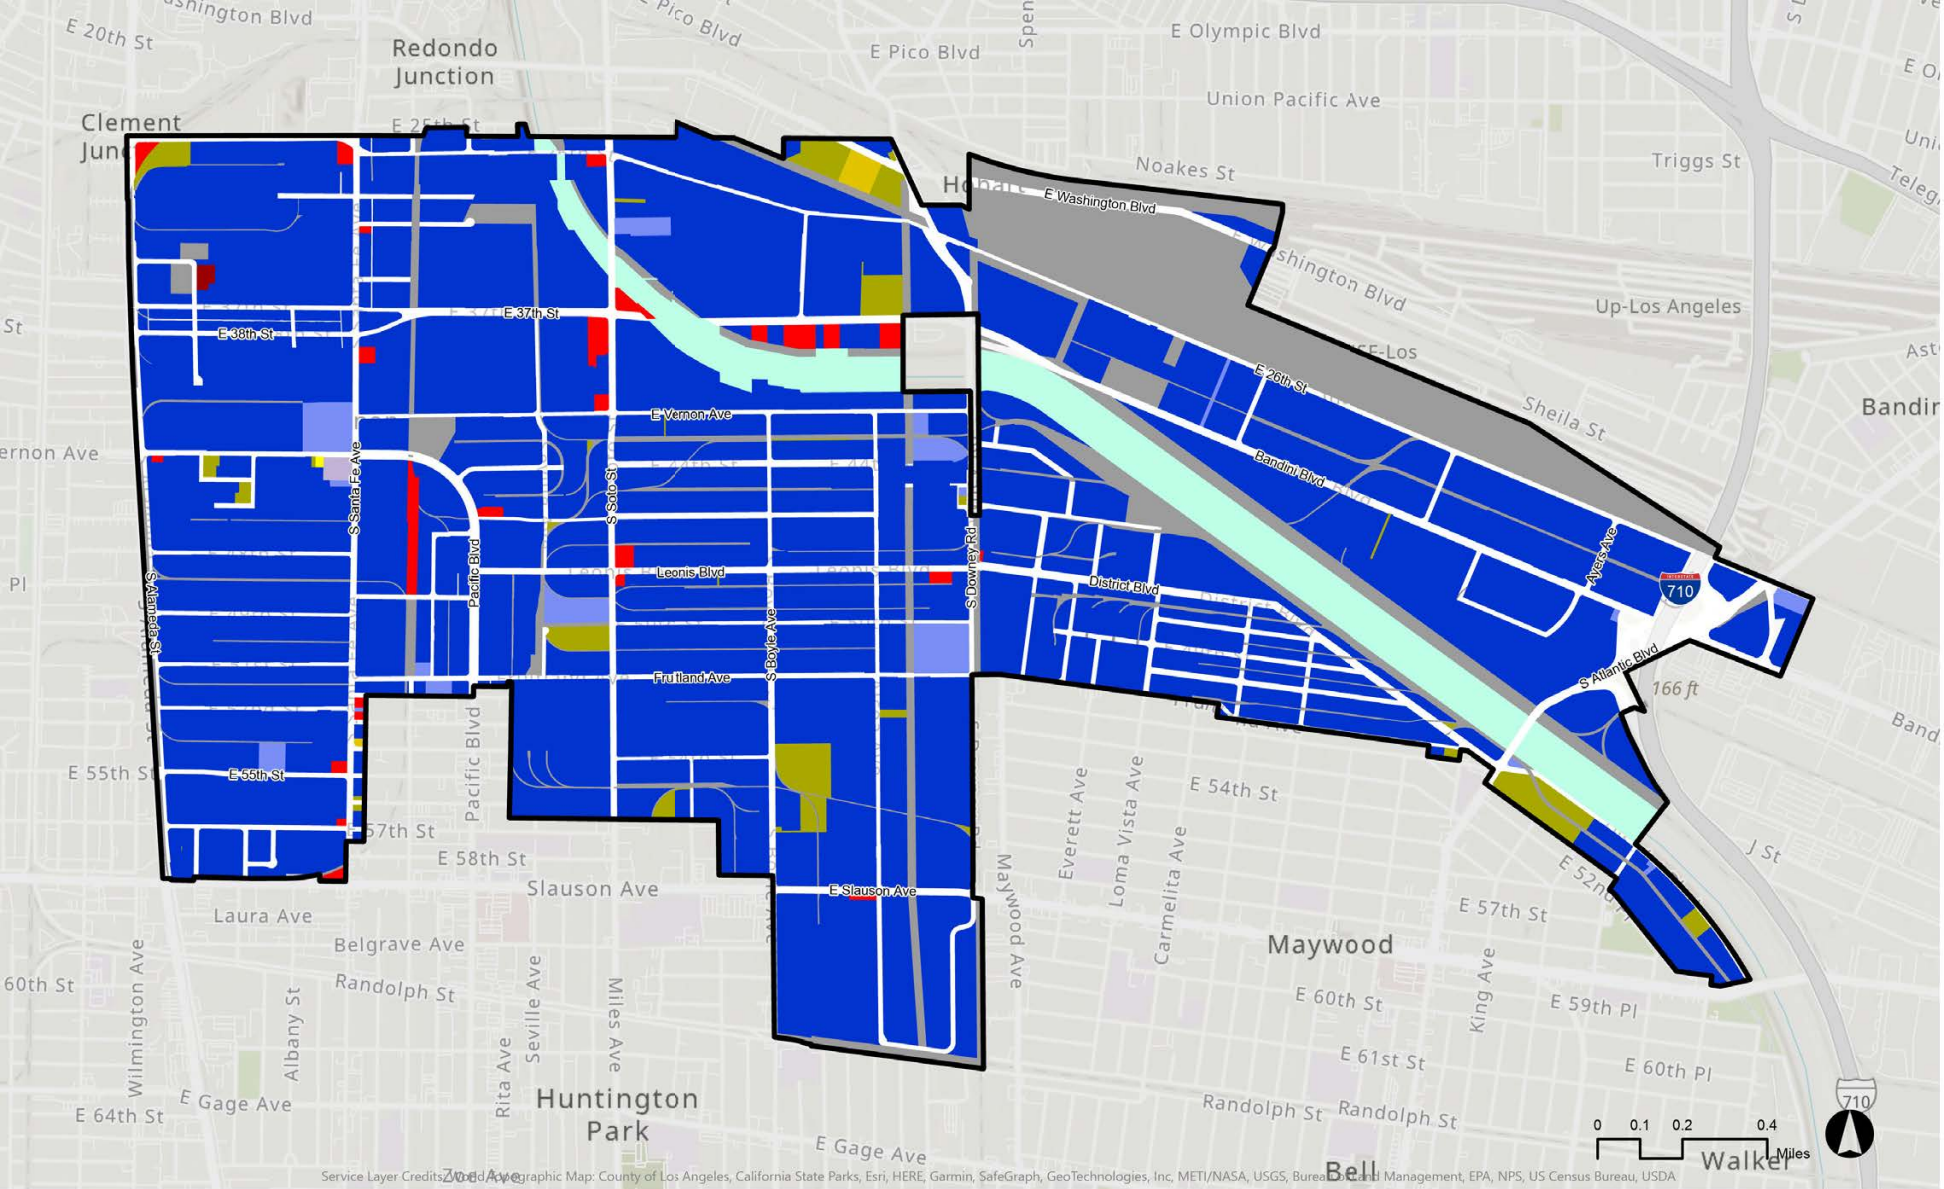 E 20th St
E Pico Blvd
E Pico Blvd
E Olympic Blvd
Redondo
Junction
Union Pacific Ave
Clement
E 25th St
Noakes St
Triggs St
E Washington Blvd
Up-Los Angeles
E 37th St
E 38th St
E 26th St
Sheila St
E Vernon Ave
Bandini Blvd
S Santa Fe Ave
S Soto St
Pacific Blvd
S Downey Rd
Leonis Blvd
District Blvd
Ayers Ave
INTERSTATE
710
S Alameda St
S Boyle Ave
Fruitland Ave
S Atlantic Blvd
166 ft
E 55th St
E 55th St
Pacific Blvd
E 54th St
Everett Ave
Loma Vista Ave
Carmelita Ave
57th St
E 58th St
J St
Slauson Ave
E Slauson Ave
Maywood Ave
E 57th St
Laura Ave
Belgrave Ave
Maywood
Randolph St
60th St
Wilmington Ave
Albany St
Seville Ave
Rita Ave
Miles Ave
King Ave
E 60th St
E 59th Pl
E 61st St
E 60th Pl
E Gage Ave
E 64th St
Huntington
Park
Randolph St
Randolph St
710
E Gage Ave
0 0.1 0.2 0.4
Miles
Bell
Walker